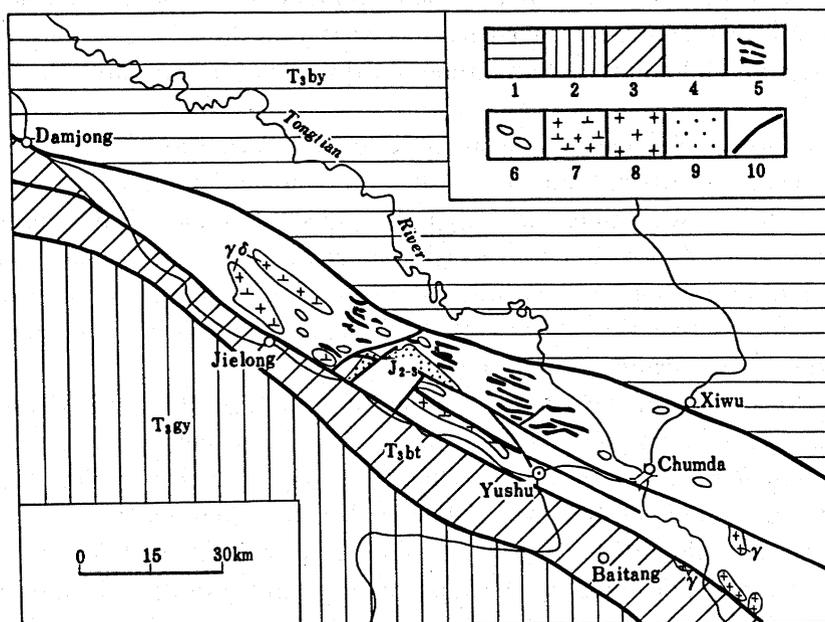 1 2 3 4 5
6 7 8 9 10
T₃by
Tongtian
River
Damjong
γδ
Jielong
J₂₋₃
T₃gy
T₃bt
Xiwu
Chumda
Yushu
Baitang
γ
γ
0 15 30km